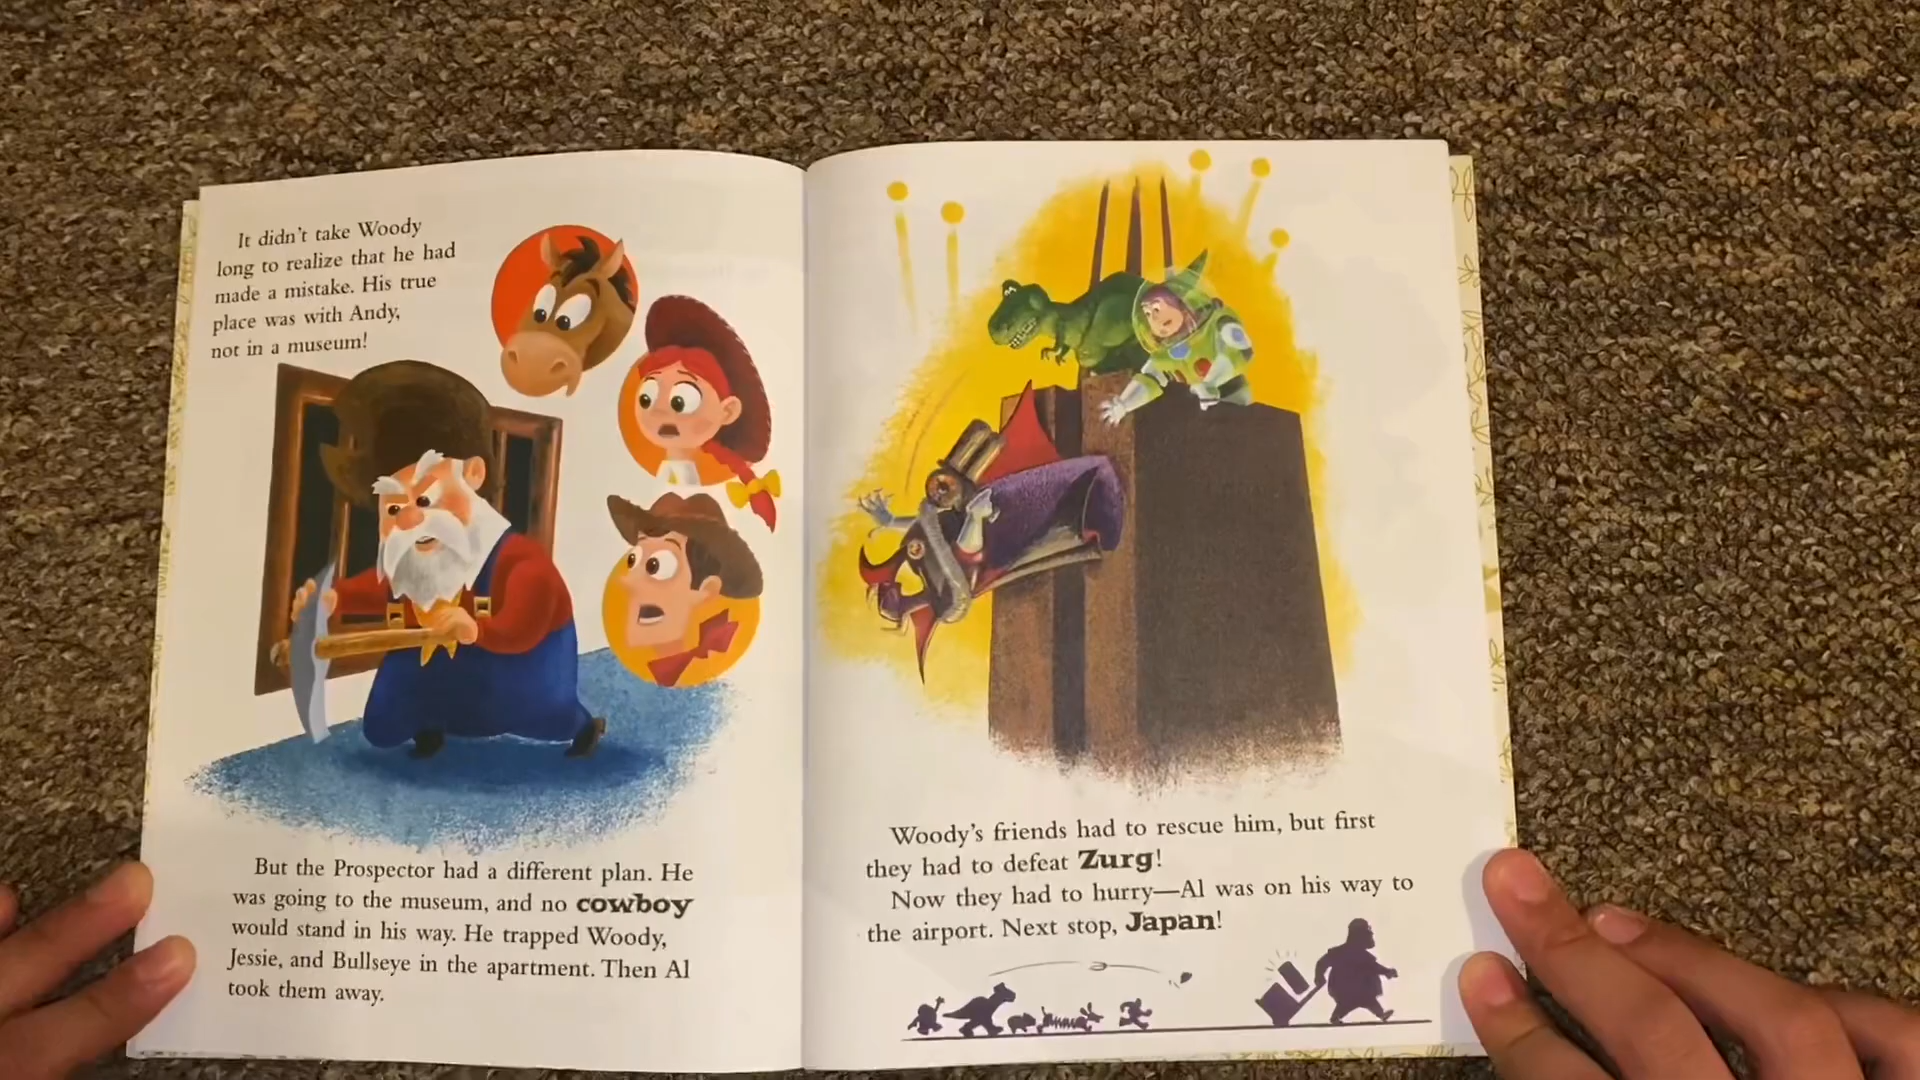 It didn't take Woody
long to realize that he had
made a mistake. His true
place was with Andy,
not in a museum!
But the Prospector had a different plan. He
was going to the museum, and no cowboy
would stand in his way. He trapped Woody,
Jessie, and Bullseye in the apartment. Then Al
took them away.
Woody's friends had to rescue him, but first
they had to defeat Zurg!
Now they had to hurry—Al was on his way to
the airport. Next stop, Japan!